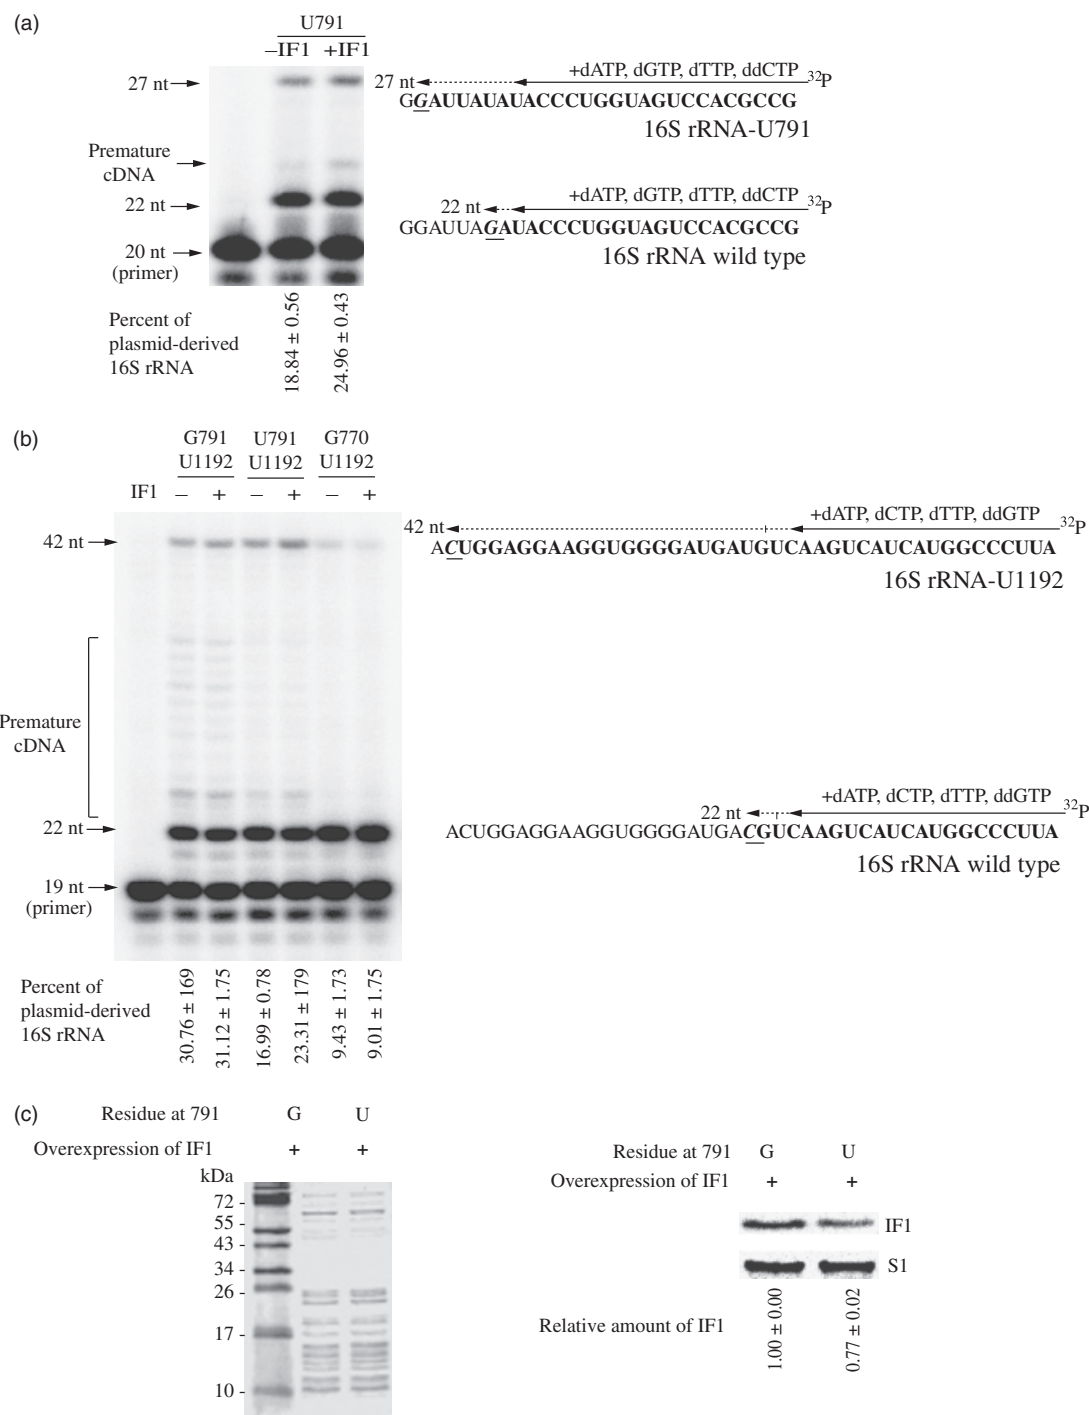 (a)
U791
–IF1 +IF1
27 nt
Premature
cDNA
22 nt
20 nt
(primer)
Percent of
plasmid-derived
16S rRNA
18.84 ± 0.56
24.96 ± 0.43
+dATP, dGTP, dTTP, ddCTP
27 nt
32P
GGAUUAUAUACCCUGGUAGUCCACGCCG
16S rRNA-U791
+dATP, dGTP, dTTP, ddCTP
22 nt
32P
GGAUUAGAUACCCUGGUAGUCCACGCCG
16S rRNA wild type
(b)
G791 U791 G770
U1192 U1192 U1192
IF1 – + – + – +
42 nt
Premature
cDNA
22 nt
19 nt
(primer)
Percent of
plasmid-derived
16S rRNA
30.76 ± 169
31.12 ± 1.75
16.99 ± 0.78
23.31 ± 179
9.43 ± 1.73
9.01 ± 1.75
+dATP, dCTP, dTTP, ddGTP
42 nt
32P
ACUGGAGGAAGGUGGGGAUGAUGUCAAGUCAUCAUGGCCCUUA
16S rRNA-U1192
+dATP, dCTP, dTTP, ddGTP
22 nt
32P
ACUGGAGGAAGGUGGGGAUGACGUCAAGUCAUCAUGGCCCUUA
16S rRNA wild type
(c)
Residue at 791 G U
Overexpression of IF1 + +
kDa
72 -
55 -
43 -
34 -
26 -
17 -
10 -
Residue at 791 G U
Overexpression of IF1 + +
IF1
S1
Relative amount of IF1
1.00 ± 0.00
0.77 ± 0.02